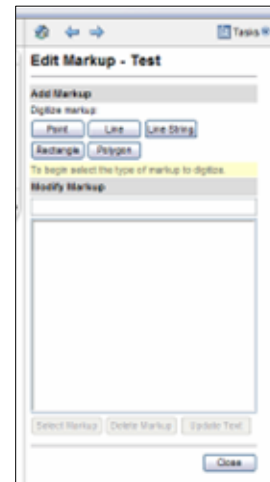 Tasks
Edit Markup - Test
Add Markup
Digitize markup:
Point Line Line String
Rectangle Polygon
To begin select the type of markup to digitize.
Modify Markup
Select Markup Delete Markup Update Text
Close